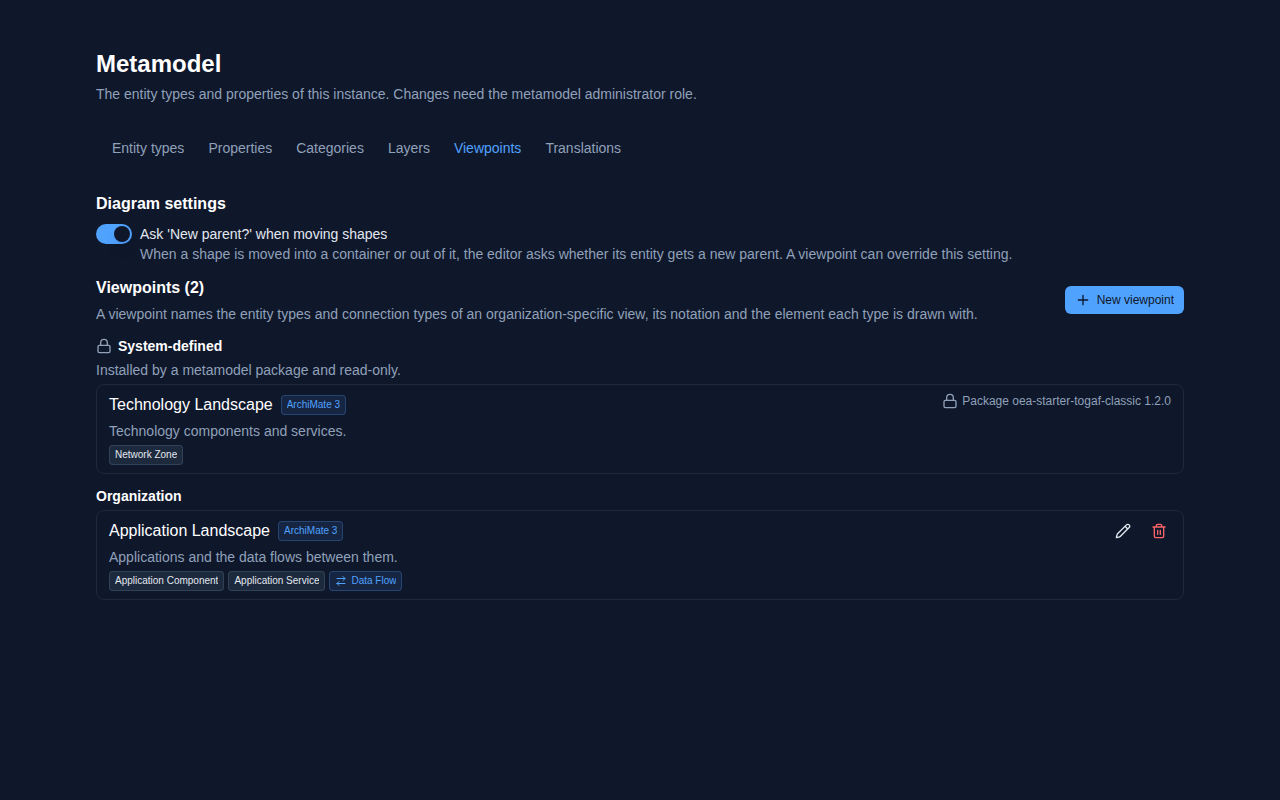 Metamodel
The entity types and properties of this instance. Changes need the metamodel administrator role.
Entity types Properties Categories Layers Viewpoints Translations
Diagram settings
Ask 'New parent?' when moving shapes
When a shape is moved into a container or out of it, the editor asks whether its entity gets a new parent. A viewpoint can override this setting.
Viewpoints (2)
New viewpoint
A viewpoint names the entity types and connection types of an organization-specific view, its notation and the element each type is drawn with.
System-defined
Installed by a metamodel package and read-only.
Technology Landscape ArchiMate 3 Package oea-starter-togaf-classic 1.2.0
Technology components and services.
Network Zone
Organization
Application Landscape ArchiMate 3
Applications and the data flows between them.
Application Component Application Service Data Flow